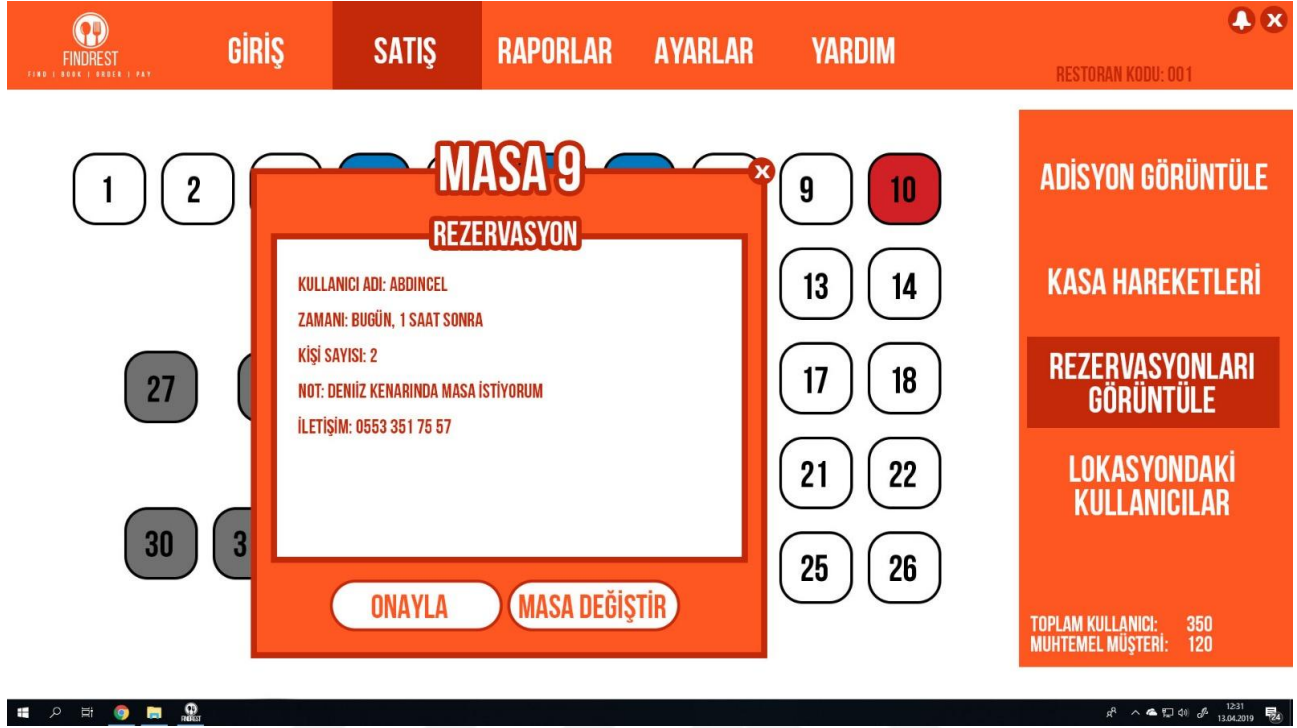 FINDREST
FIND | BOOK | ORDER | PAY
GİRİŞ
SATIŞ
RAPORLAR
AYARLAR
YARDIM
X
RESTORAN KODU: 001
1
2
MASA 9
X
9
10
REZERVASYON
KULLANICI ADI: ABDINCEL
ZAMANI: BUGÜN, 1 SAAT SONRA
KİŞİ SAYISI: 2
NOT: DENİİZ KENARINDA MASA İSTİYORUM
İLETİŞİM: 0553 351 75 57
13
14
27
17
18
21
22
30
3
25
26
ONAYLA
MASA DEĞİŞTİR
ADİSYON GÖRÜNTÜLE
KASA HAREKETLERİ
REZERVASYONLARI
GÖRÜNTÜLE
LOKASYONDAKİ
KULLANICILAR
TOPLAM KULLANICI: 350
MUHTEMEL MÜŞTERİ: 120
FINDREST
12:31
13.04.2019
24